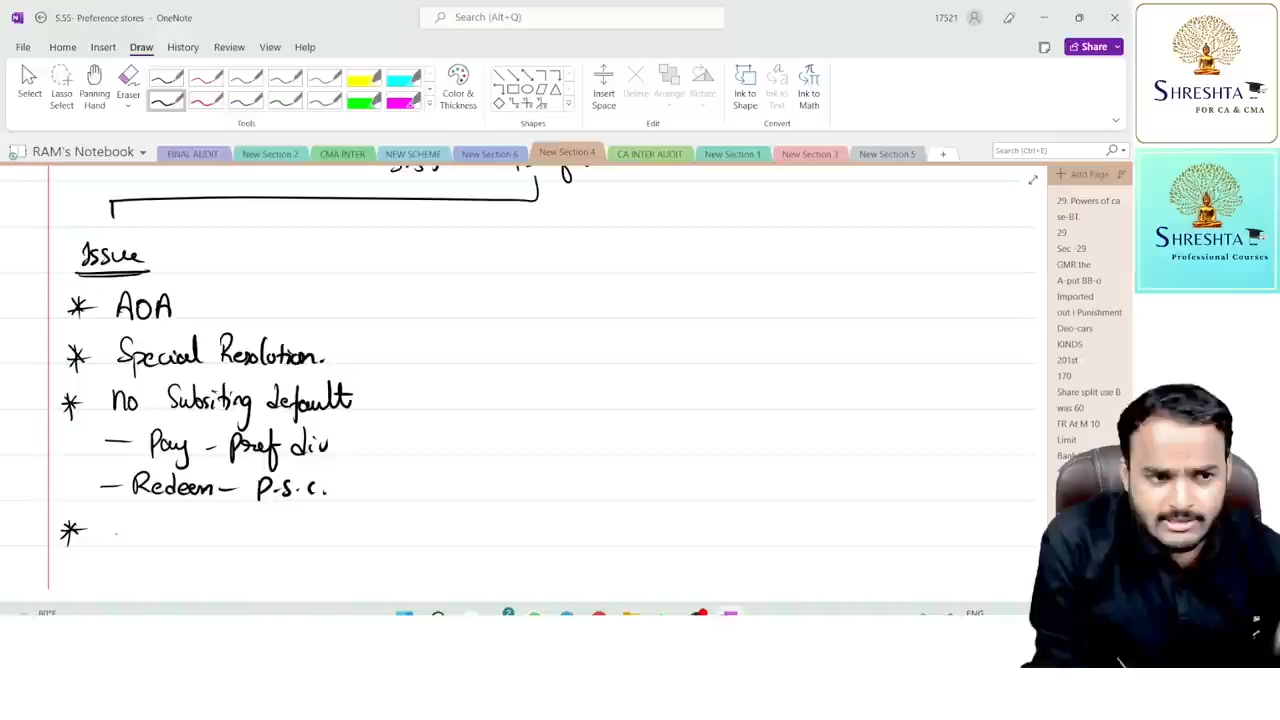 S.55- Preference stores - OneNote
Search (Alt+Q)
17521
File Home Insert Draw History Review View Help
Share
Select
Lasso Select
Panning Hand
Eraser
Color & Thickness
Insert Space
Delete
Arrange
Rotate
Ink to Shape
Ink to Text
Ink to Math
Tools
Shapes
Edit
Convert
RAM's Notebook
FINAL AUDIT
New Section 2
CMA INTER
NEW SCHEME
New Section 6
New Section 4
CA INTER AUDIT
New Section 1
New Section 3
New Section 5
Search (Ctrl+E)
Add Page
29. Powers of ca
se-BT.
29
Sec -29
GMR the
A-put BB-o
Imported
out i Punishment
Deo-cars
KINDS
201st
170
Share split use B
was 60
FR At M 10
Limit
Bank
Issue
* AOA
* Special Resolution.
* no Subsiting default
- Pay - Pref div
- Redeem - P.s.c.
*
80°F
ENG
SHRESHTA
FOR CA & CMA
SHRESHTA
Professional Courses